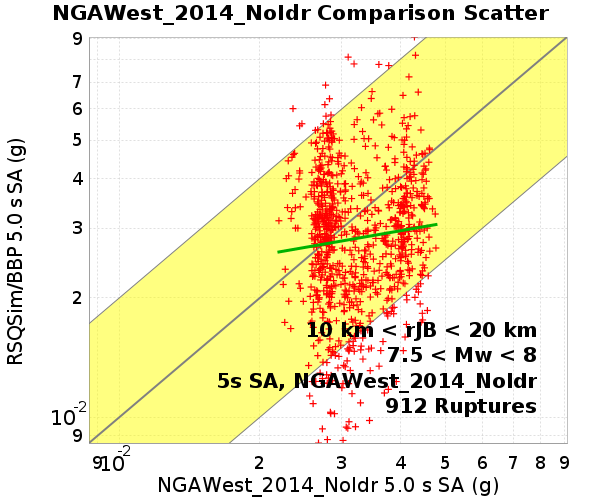 NGAWest_2014_NoIdr Comparison Scatter
RSQSim/BBP 5.0 s SA (g)
9
7
6
5
4
3
2
10⁻²
9
10 km < rJB < 20 km
7.5 < Mw < 8
5s SA, NGAWest_2014_NoIdr
912 Ruptures
9 10⁻² 2 3 4 5 6 7 8 9
NGAWest_2014_NoIdr 5.0 s SA (g)